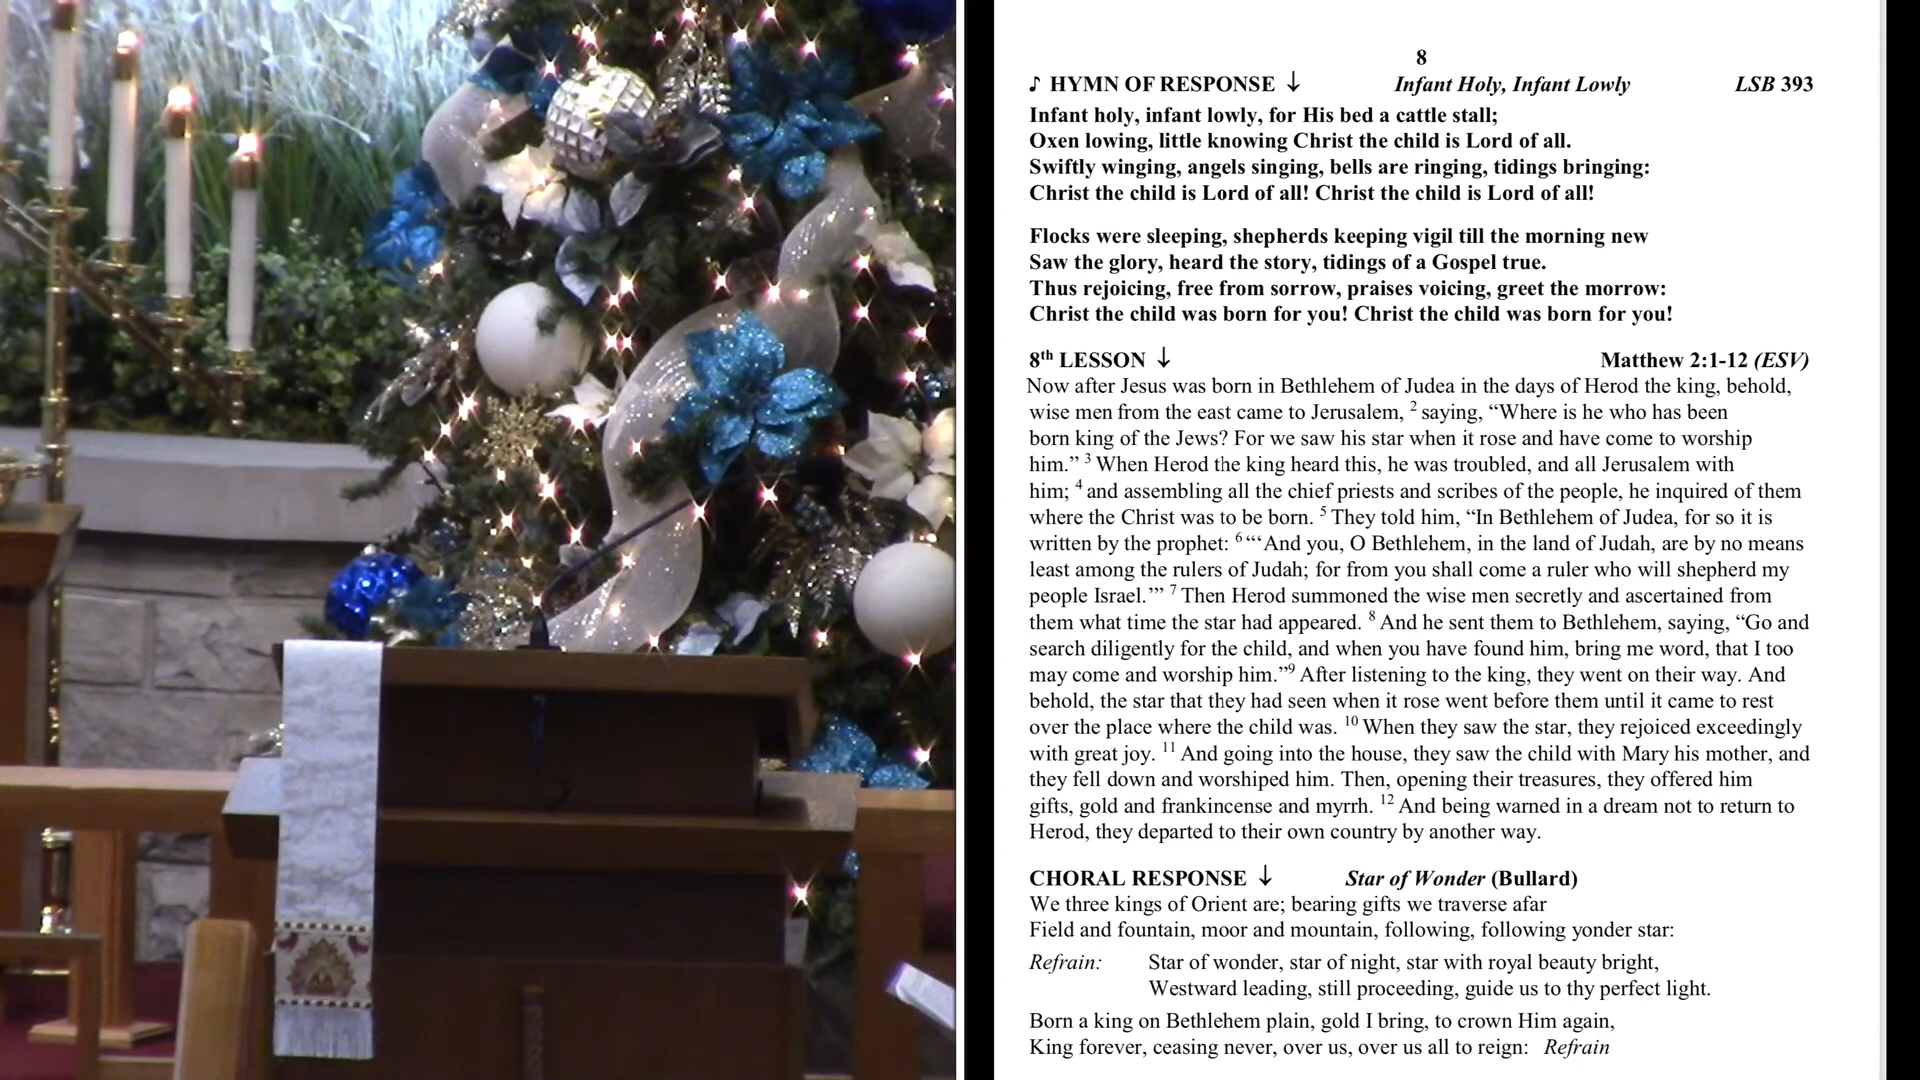 8
♪ HYMN OF RESPONSE ↓ Infant Holy, Infant Lowly LSB 393
Infant holy, infant lowly, for His bed a cattle stall;
Oxen lowing, little knowing Christ the child is Lord of all.
Swiftly winging, angels singing, bells are ringing, tidings bringing:
Christ the child is Lord of all! Christ the child is Lord of all!
Flocks were sleeping, shepherds keeping vigil till the morning new
Saw the glory, heard the story, tidings of a Gospel true.
Thus rejoicing, free from sorrow, praises voicing, greet the morrow:
Christ the child was born for you! Christ the child was born for you!
8th LESSON ↓ Matthew 2:1-12 (ESV)
Now after Jesus was born in Bethlehem of Judea in the days of Herod the king, behold,
wise men from the east came to Jerusalem, 2 saying, “Where is he who has been
born king of the Jews? For we saw his star when it rose and have come to worship
him.” 3 When Herod the king heard this, he was troubled, and all Jerusalem with
him; 4 and assembling all the chief priests and scribes of the people, he inquired of them
where the Christ was to be born. 5 They told him, “In Bethlehem of Judea, for so it is
written by the prophet: 6 “‘And you, O Bethlehem, in the land of Judah, are by no means
least among the rulers of Judah; for from you shall come a ruler who will shepherd my
people Israel.’” 7 Then Herod summoned the wise men secretly and ascertained from
them what time the star had appeared. 8 And he sent them to Bethlehem, saying, “Go and
search diligently for the child, and when you have found him, bring me word, that I too
may come and worship him.”9 After listening to the king, they went on their way. And
behold, the star that they had seen when it rose went before them until it came to rest
over the place where the child was. 10 When they saw the star, they rejoiced exceedingly
with great joy. 11 And going into the house, they saw the child with Mary his mother, and
they fell down and worshiped him. Then, opening their treasures, they offered him
gifts, gold and frankincense and myrrh. 12 And being warned in a dream not to return to
Herod, they departed to their own country by another way.
CHORAL RESPONSE ↓ Star of Wonder (Bullard)
We three kings of Orient are; bearing gifts we traverse afar
Field and fountain, moor and mountain, following, following yonder star:
Refrain: Star of wonder, star of night, star with royal beauty bright,
Westward leading, still proceeding, guide us to thy perfect light.
Born a king on Bethlehem plain, gold I bring, to crown Him again,
King forever, ceasing never, over us, over us all to reign: Refrain